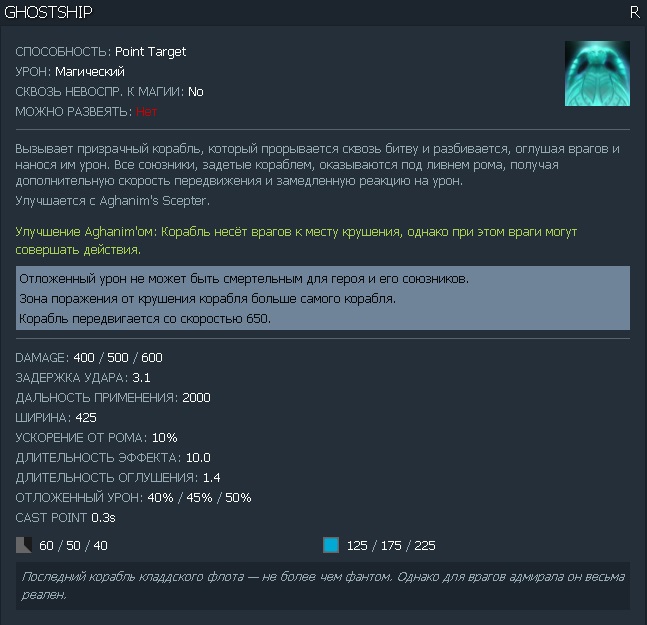 GHOSTSHIP R
СПОСОБНОСТЬ: Point Target
УРОН: Магический
СКВОЗЬ НЕВОСПР. К МАГИИ: No
МОЖНО РАЗВЕЯТЬ: Нет
Вызывает призрачный корабль, который прорывается сквозь битву и разбивается, оглушая врагов и
нанося им урон. Все союзники, задетые кораблем, оказываются под ливнем рома, получая
дополнительную скорость передвижения и замедленную реакцию на урон.
Улучшается с Aghanim's Scepter.
Улучшение Aghanim'ом: Корабль несёт врагов к месту крушения, однако при этом враги могут
совершать действия.
Отложенный урон не может быть смертельным для героя и его союзников.
Зона поражения от крушения корабля больше самого корабля.
Корабль передвигается со скоростью 650.
DAMAGE: 400 / 500 / 600
ЗАДЕРЖКА УДАРА: 3.1
ДАЛЬНОСТЬ ПРИМЕНЕНИЯ: 2000
ШИРИНА: 425
УСКОРЕНИЕ ОТ РОМА: 10%
ДЛИТЕЛЬНОСТЬ ЭФФЕКТА: 10.0
ДЛИТЕЛЬНОСТЬ ОГЛУШЕНИЯ: 1.4
ОТЛОЖЕННЫЙ УРОН: 40% / 45% / 50%
CAST POINT 0.3s
60 / 50 / 40 125 / 175 / 225
Последний корабль кладдского флота — не более чем фантом. Однако для врагов адмирала он весьма
реален.